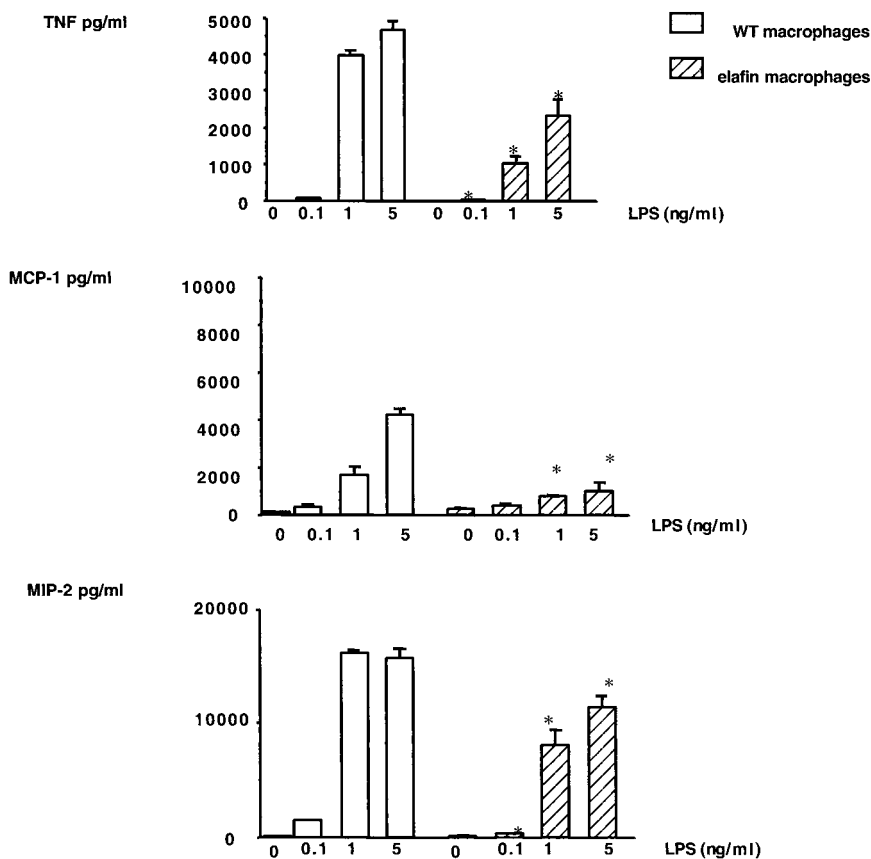 TNF pg/ml
5000
4000
3000
2000
1000
0
0 0.1 1 5 0 0.1 1 5 LPS (ng/ml)
* * *
WT macrophages
elafin macrophages
MCP-1 pg/ml
10000
8000
6000
4000
2000
0
0 0.1 1 5 0 0.1 1 5 LPS (ng/ml)
* *
MIP-2 pg/ml
20000
10000
0
0 0.1 1 5 0 0.1 1 5 LPS (ng/ml)
* * *